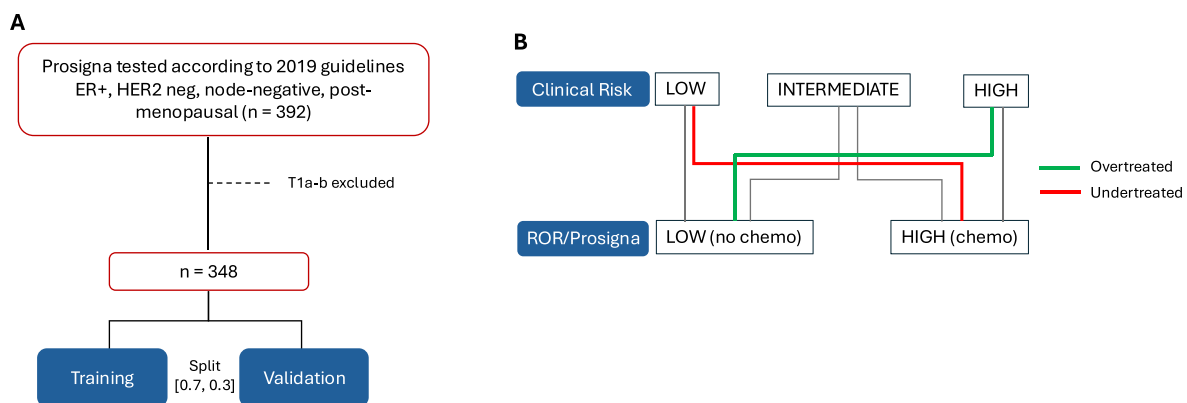 A
Prosigna tested according to 2019 guidelines
ER+, HER2 neg, node-negative, post-
menopausal (n = 392)
T1a-b excluded
n = 348
Training
Split
[0.7, 0.3]
Validation
B
Clinical Risk
LOW
INTERMEDIATE
HIGH
ROR/Prosigna
LOW (no chemo)
HIGH (chemo)
Overtreated
Undertreated